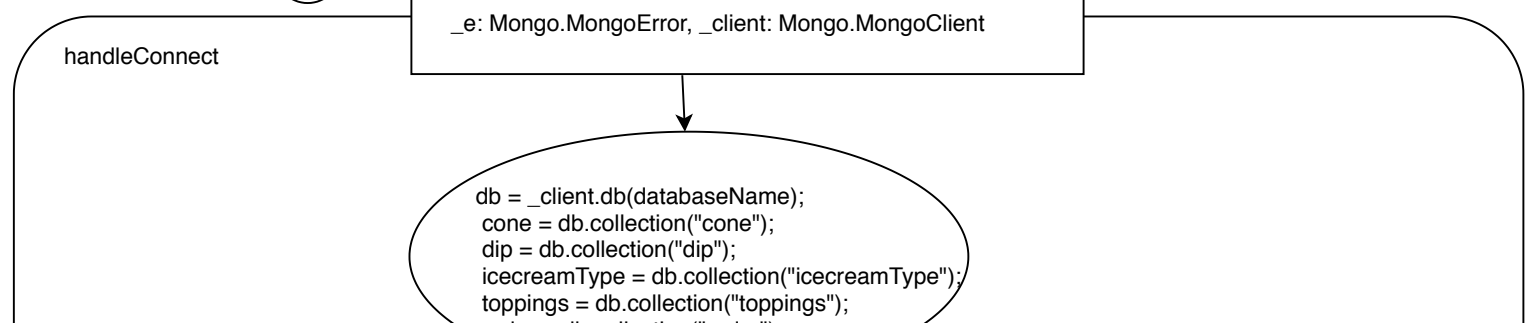 _e: Mongo.MongoError, _client: Mongo.MongoClient
handleConnect
db = _client.db(databaseName);
cone = db.collection("cone");
dip = db.collection("dip");
icecreamType = db.collection("icecreamType");
toppings = db.collection("toppings");